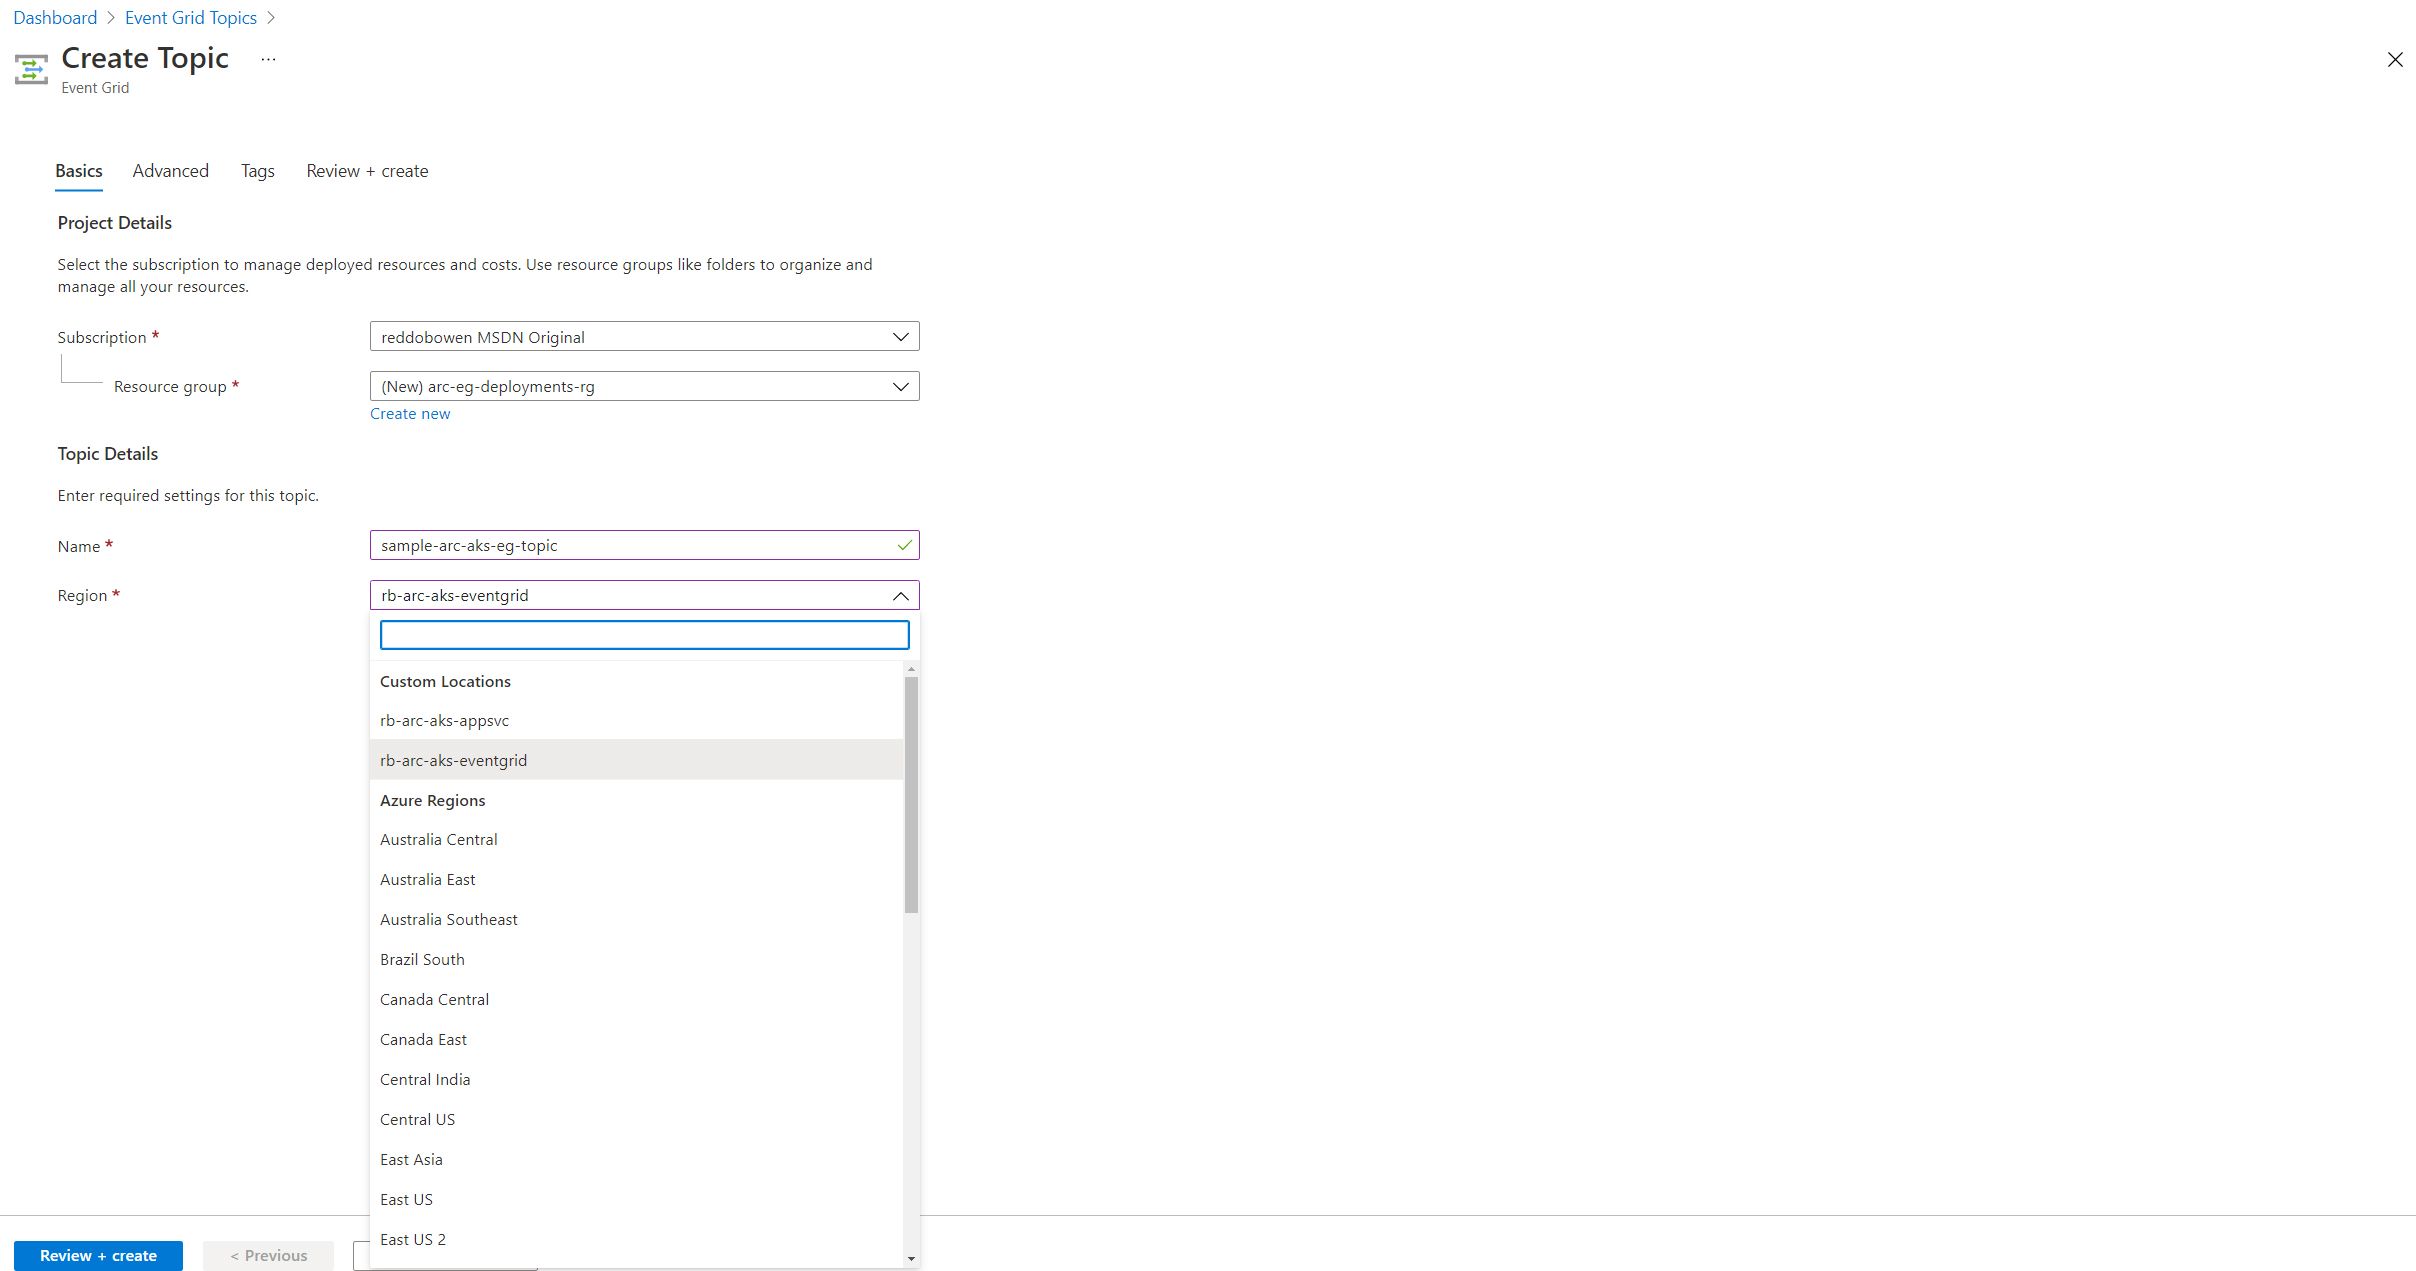 Dashboard > Event Grid Topics >
Create Topic ...
Event Grid
Basics Advanced Tags Review + create
Project Details
Select the subscription to manage deployed resources and costs. Use resource groups like folders to organize and
manage all your resources.
Subscription * reddobowen MSDN Original
Resource group * (New) arc-eg-deployments-rg
Create new
Topic Details
Enter required settings for this topic.
Name * sample-arc-aks-eg-topic
Region * rb-arc-aks-eventgrid
Custom Locations
rb-arc-aks-appsvc
rb-arc-aks-eventgrid
Azure Regions
Australia Central
Australia East
Australia Southeast
Brazil South
Canada Central
Canada East
Central India
Central US
East Asia
East US
East US 2
Review + create < Previous